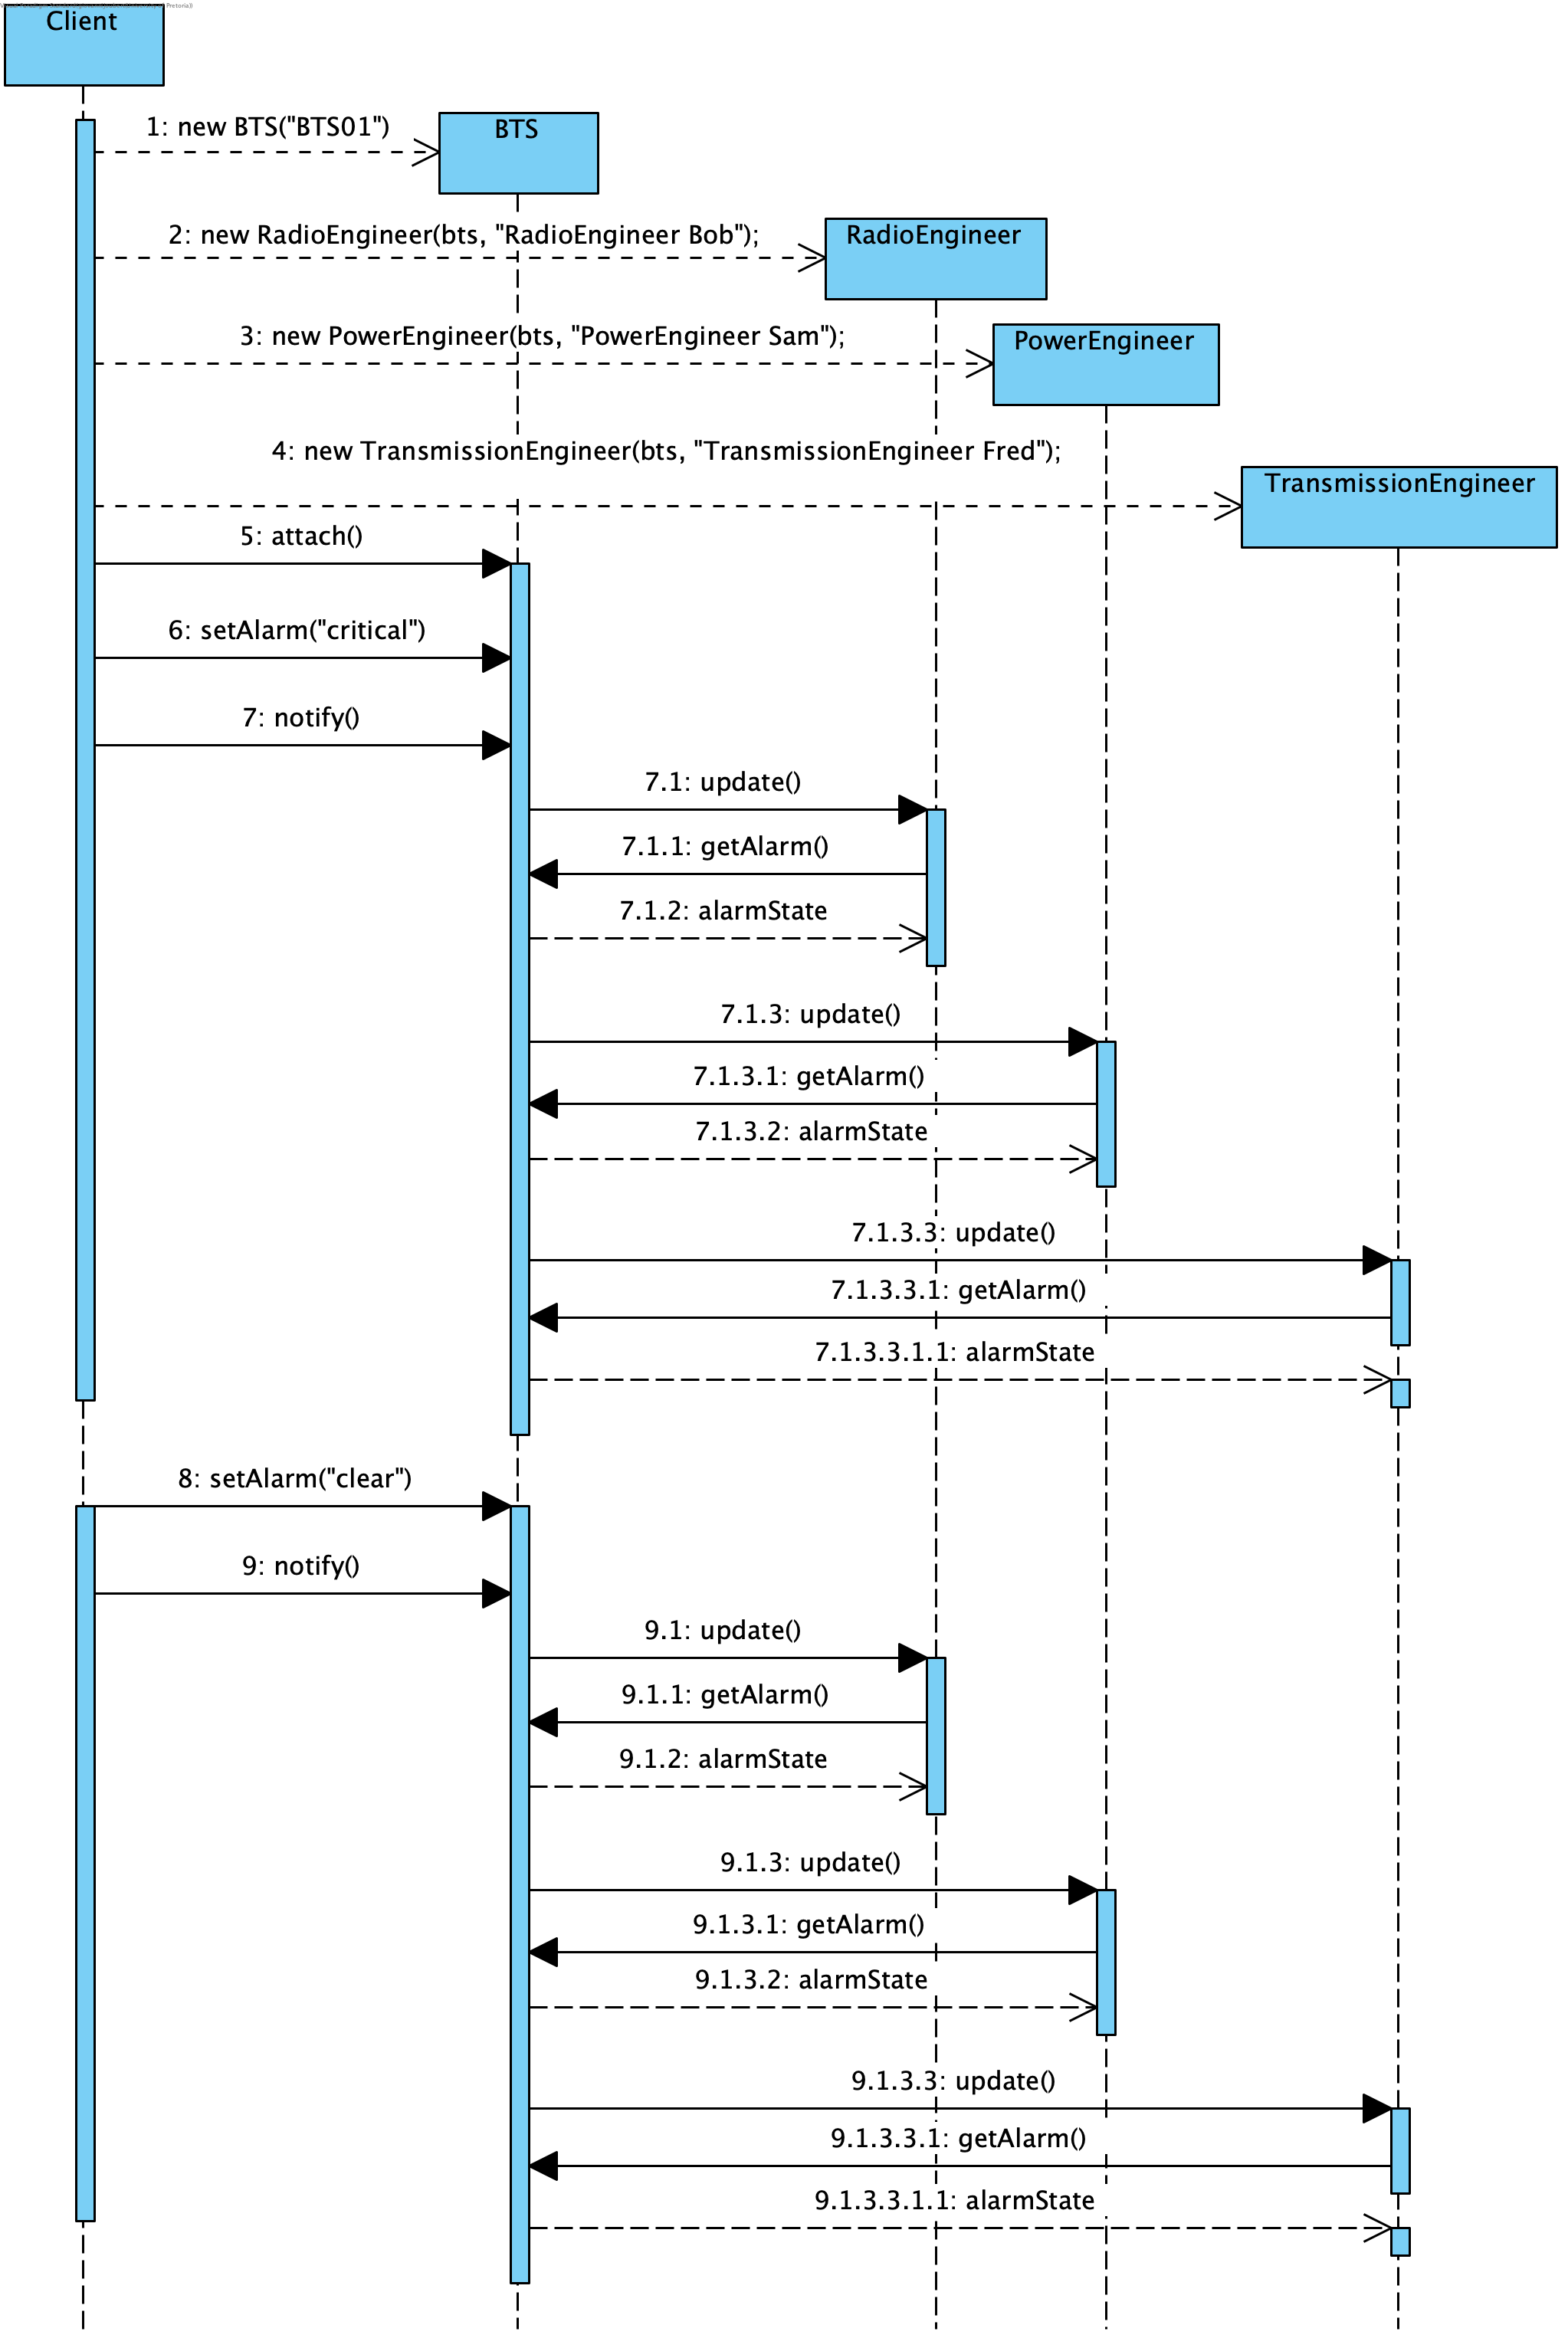 Client
1: new BTS("BTS01")
BTS
2: new RadioEngineer(bts, "RadioEngineer Bob");
RadioEngineer
3: new PowerEngineer(bts, "PowerEngineer Sam");
PowerEngineer
4: new TransmissionEngineer(bts, "TransmissionEngineer Fred");
TransmissionEngineer
5: attach()
6: setAlarm("critical")
7: notify()
7.1: update()
7.1.1: getAlarm()
7.1.2: alarmState
7.1.3: update()
7.1.3.1: getAlarm()
7.1.3.2: alarmState
7.1.3.3: update()
7.1.3.3.1: getAlarm()
7.1.3.3.1.1: alarmState
8: setAlarm("clear")
9: notify()
9.1: update()
9.1.1: getAlarm()
9.1.2: alarmState
9.1.3: update()
9.1.3.1: getAlarm()
9.1.3.2: alarmState
9.1.3.3: update()
9.1.3.3.1: getAlarm()
9.1.3.3.1.1: alarmState